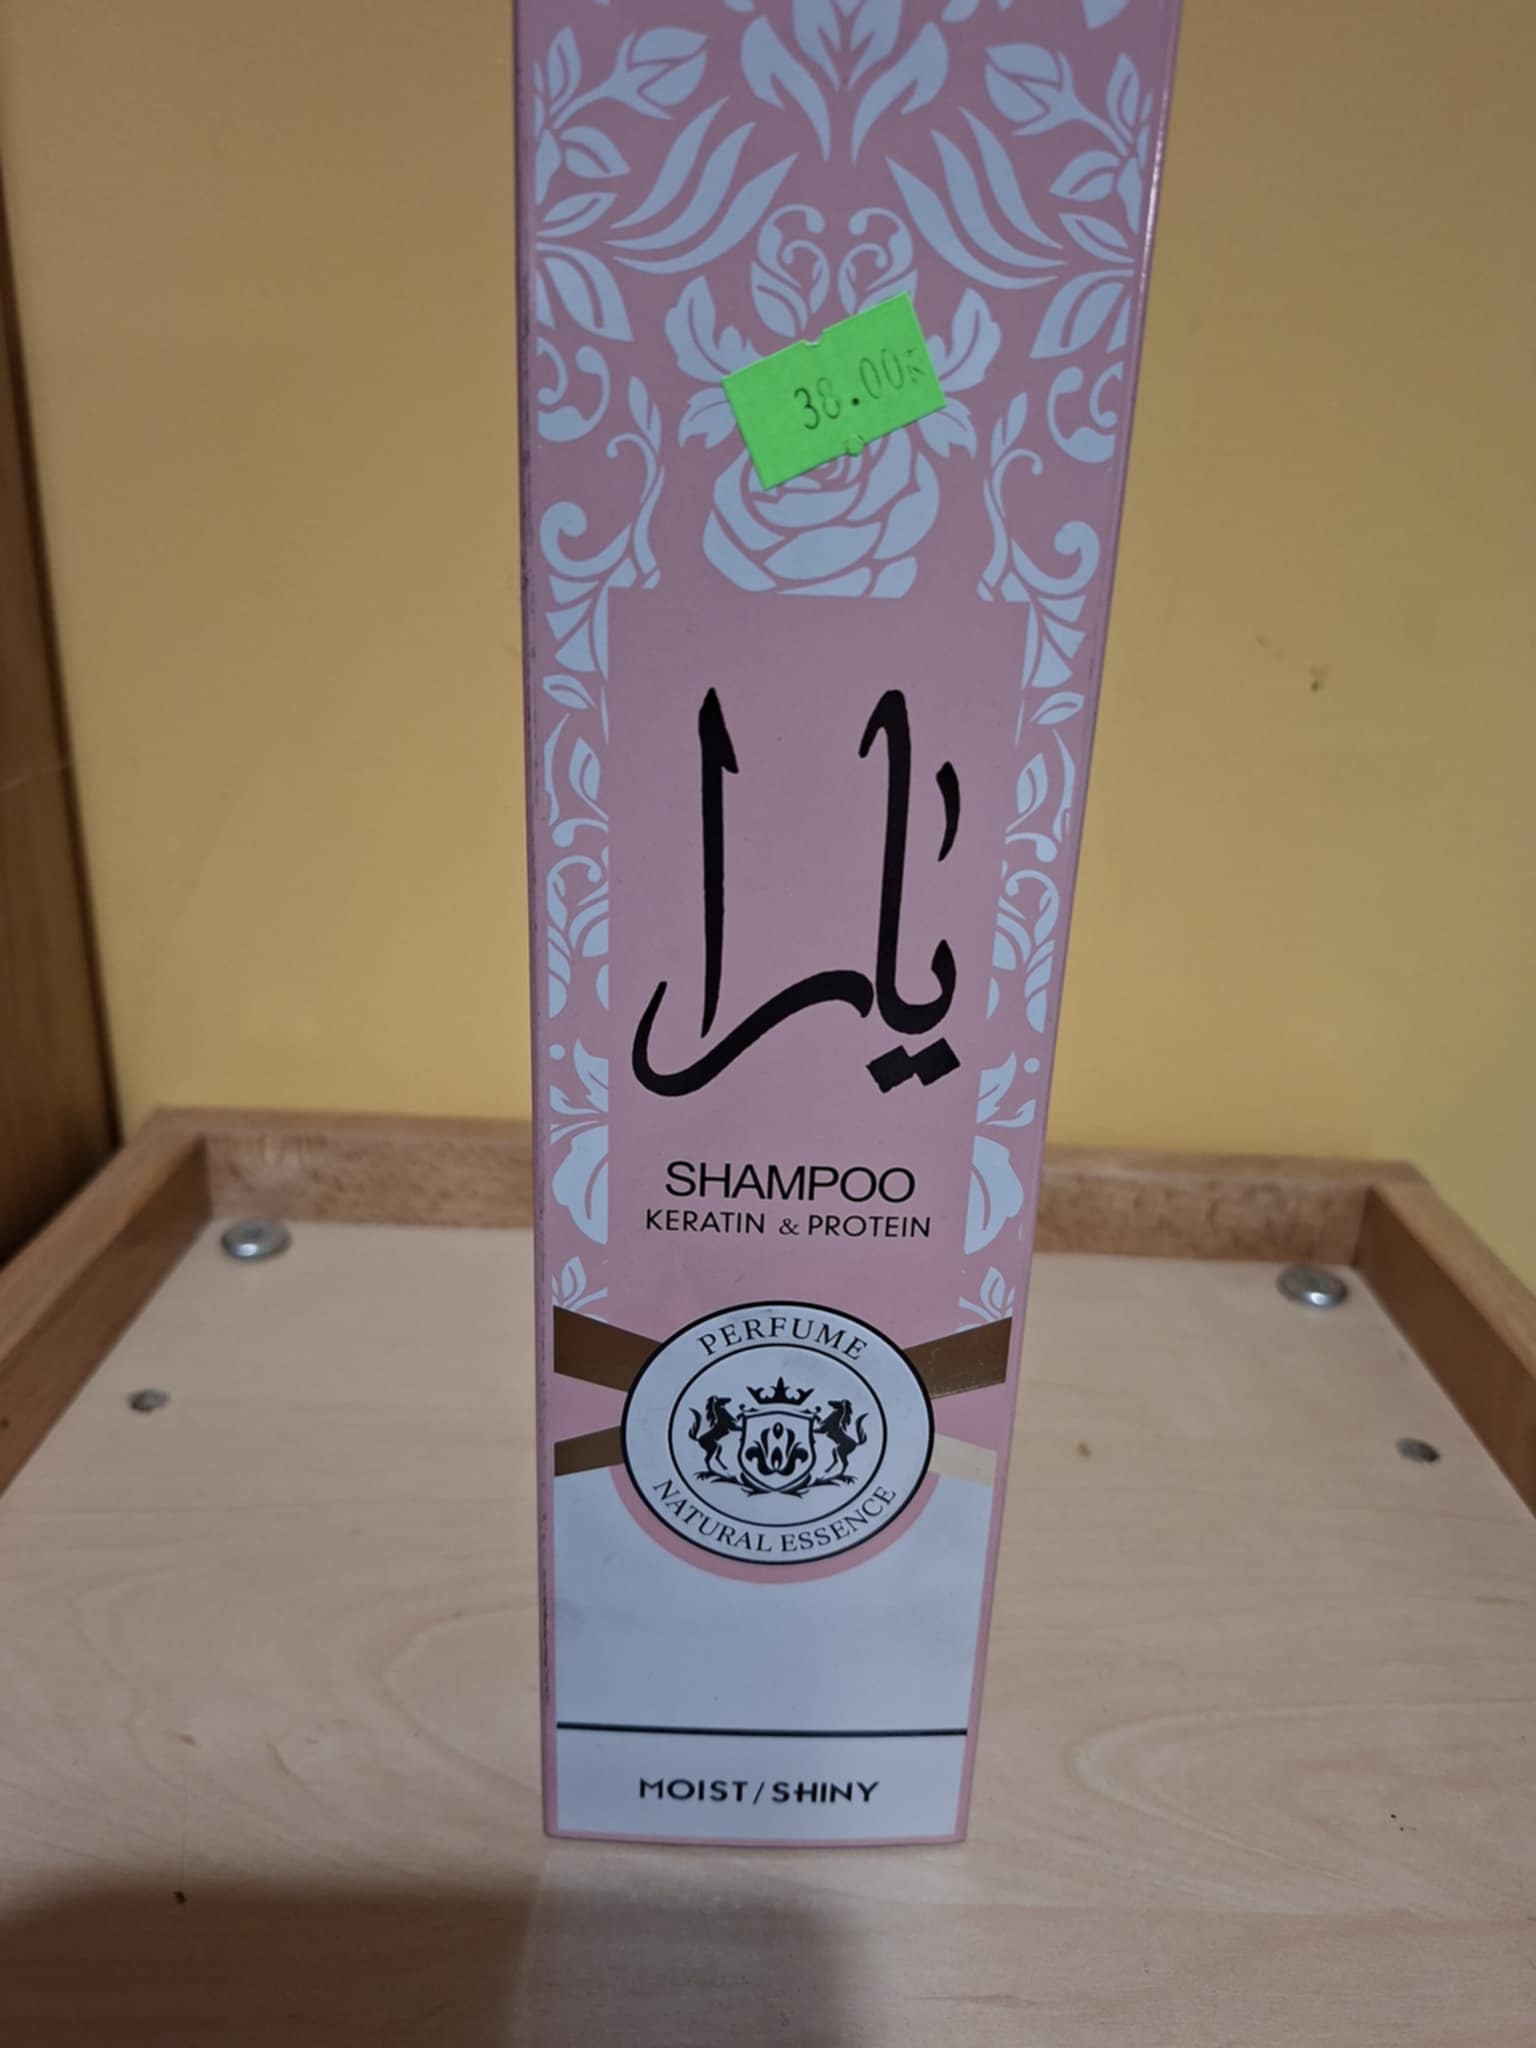 38.00
يارا
SHAMPOO
KERATIN & PROTEIN
PERFUME
NATURAL ESSENCE
MOIST/SHINY